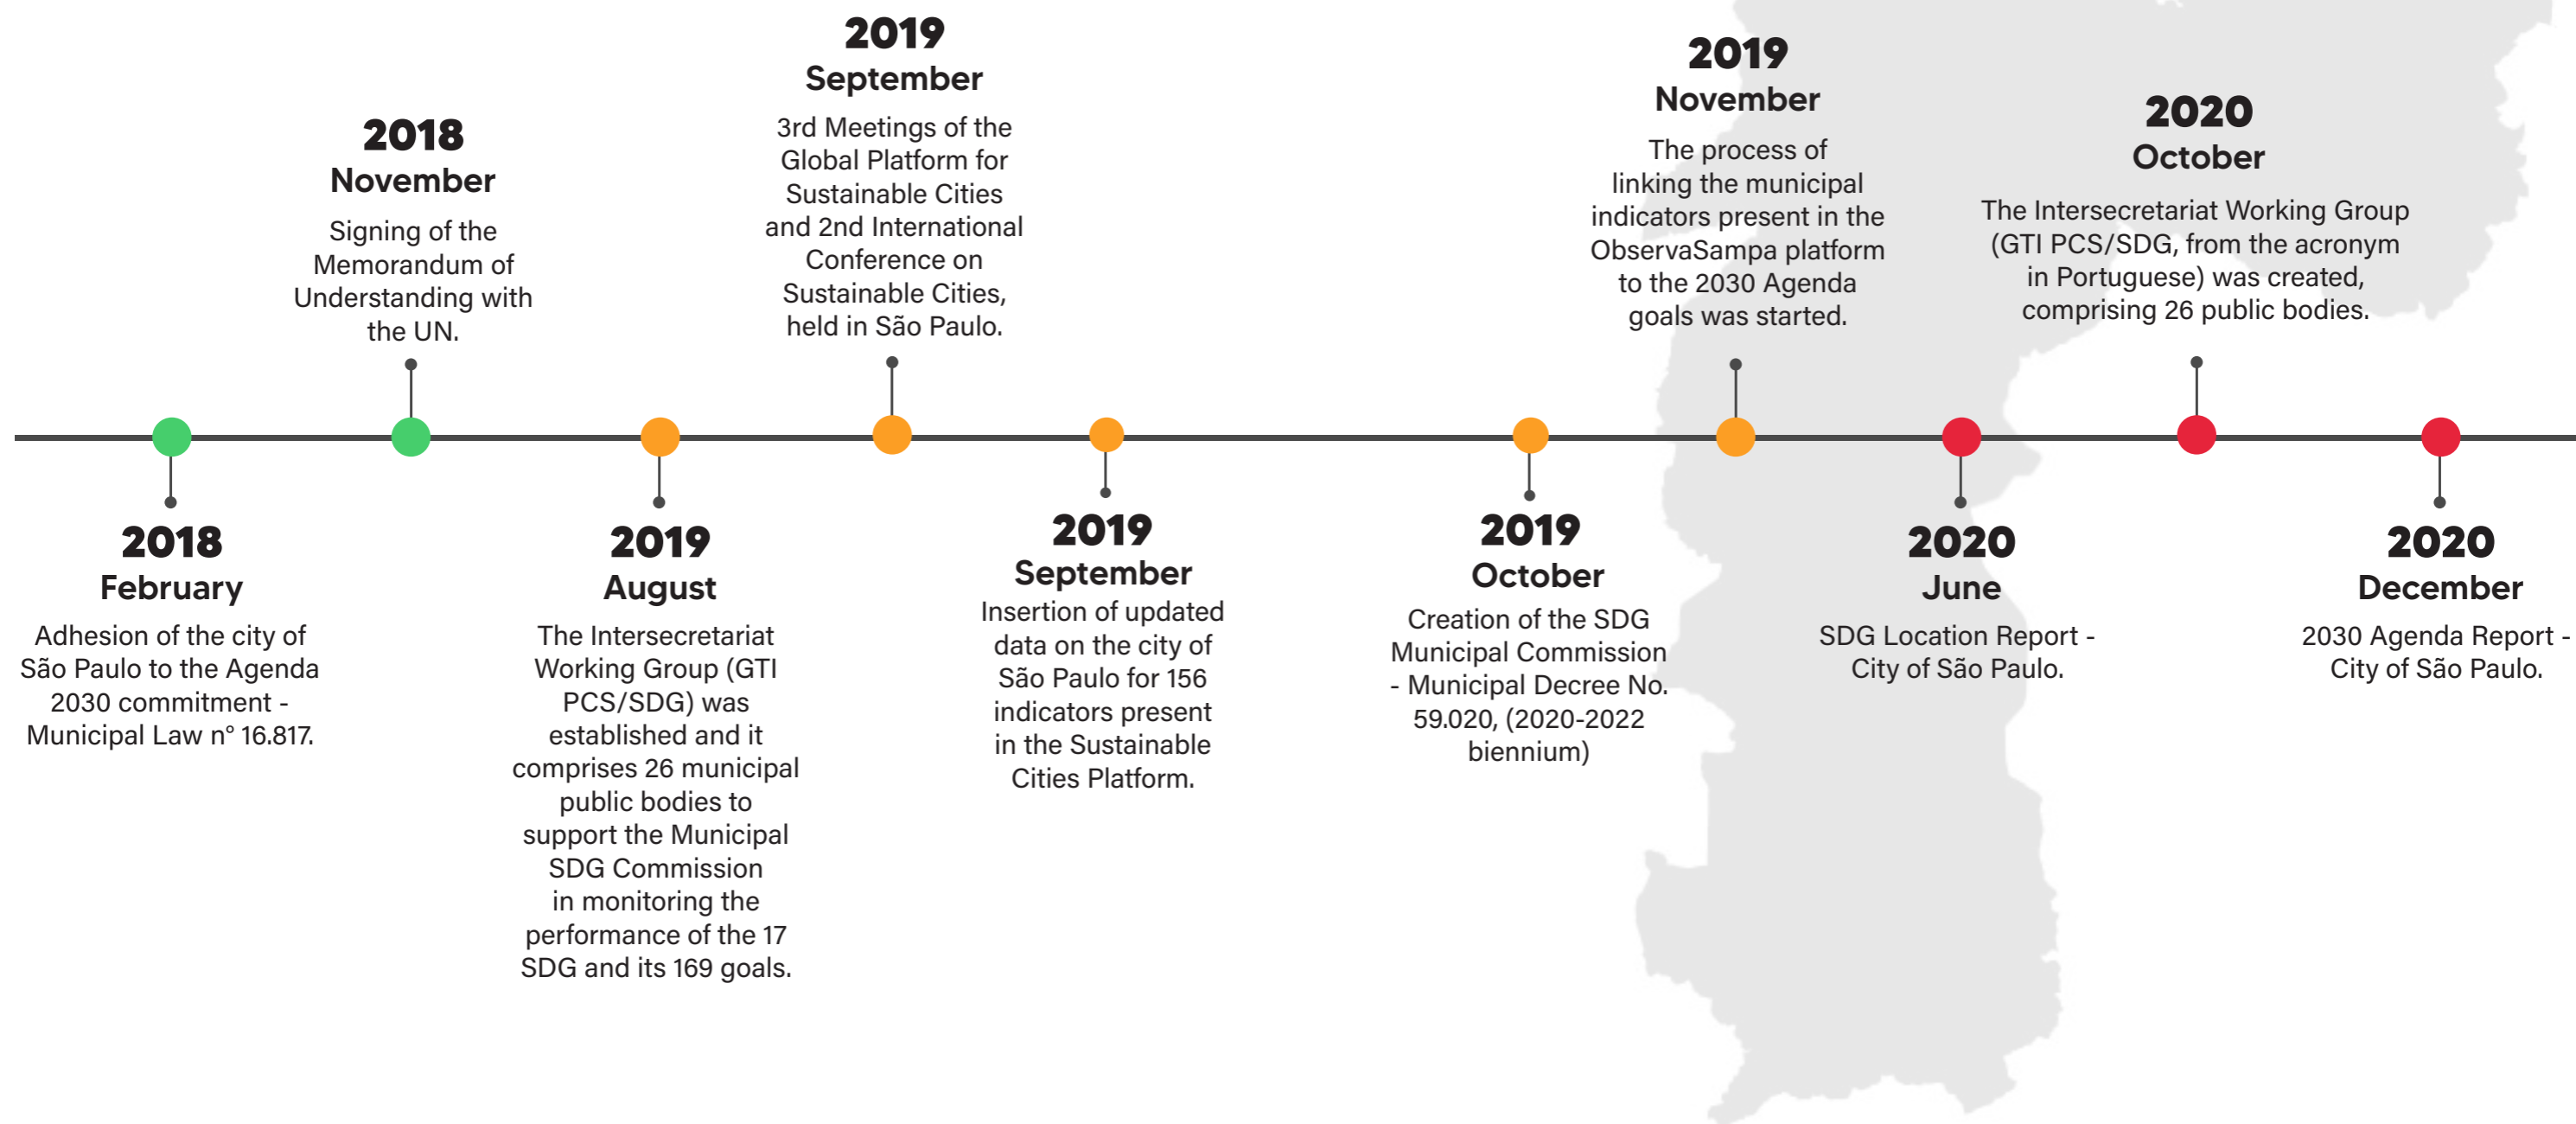 2018
February
Adhesion of the city of
São Paulo to the Agenda
2030 commitment -
Municipal Law n° 16.817.
2018
November
Signing of the
Memorandum of
Understanding with
the UN.
2019
August
The Intersecretariat
Working Group (GTI
PCS/SDG) was
established and it
comprises 26 municipal
public bodies to
support the Municipal
SDG Commission
in monitoring the
performance of the 17
SDG and its 169 goals.
2019
September
3rd Meetings of the
Global Platform for
Sustainable Cities
and 2nd International
Conference on
Sustainable Cities,
held in São Paulo.
2019
September
Insertion of updated
data on the city of
São Paulo for 156
indicators present
in the Sustainable
Cities Platform.
2019
October
Creation of the SDG
Municipal Commission
- Municipal Decree No.
59.020, (2020-2022
biennium)
2019
November
The process of
linking the municipal
indicators present in the
ObservaSampa platform
to the 2030 Agenda
goals was started.
2020
June
SDG Location Report -
City of São Paulo.
2020
October
The Intersecretariat Working Group
(GTI PCS/SDG, from the acronym
in Portuguese) was created,
comprising 26 public bodies.
2020
December
2030 Agenda Report -
City of São Paulo.